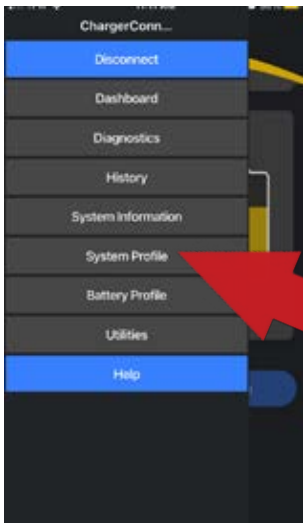 ChargerConn...
Disconnect
Dashboard
Diagnostics
History
System Information
System Profile
Battery Profile
Utilities
Help